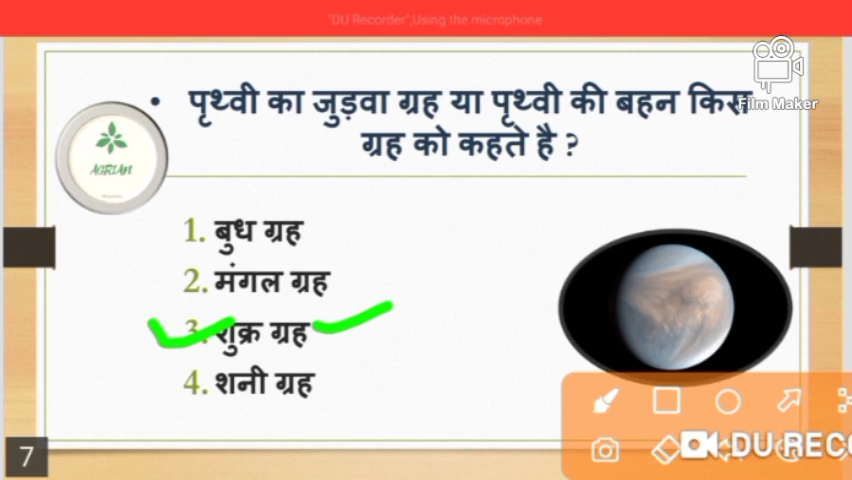 "DU Recorder",Using the microphone
• पृथ्वी का जुड़वा ग्रह या पृथ्वी की बहन किस
Film Maker
ग्रह को कहते है ?
AGRIAN
1. बुध ग्रह
2. मंगल ग्रह
3. शुक्र ग्रह
4. शनी ग्रह
DU RECO
7